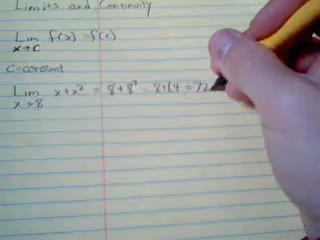 Limits and Continuity
Lim f(x) = f(c)
x→c
C=constant
Lim x+x² = 8+8² = 8+64 = 72
x→8